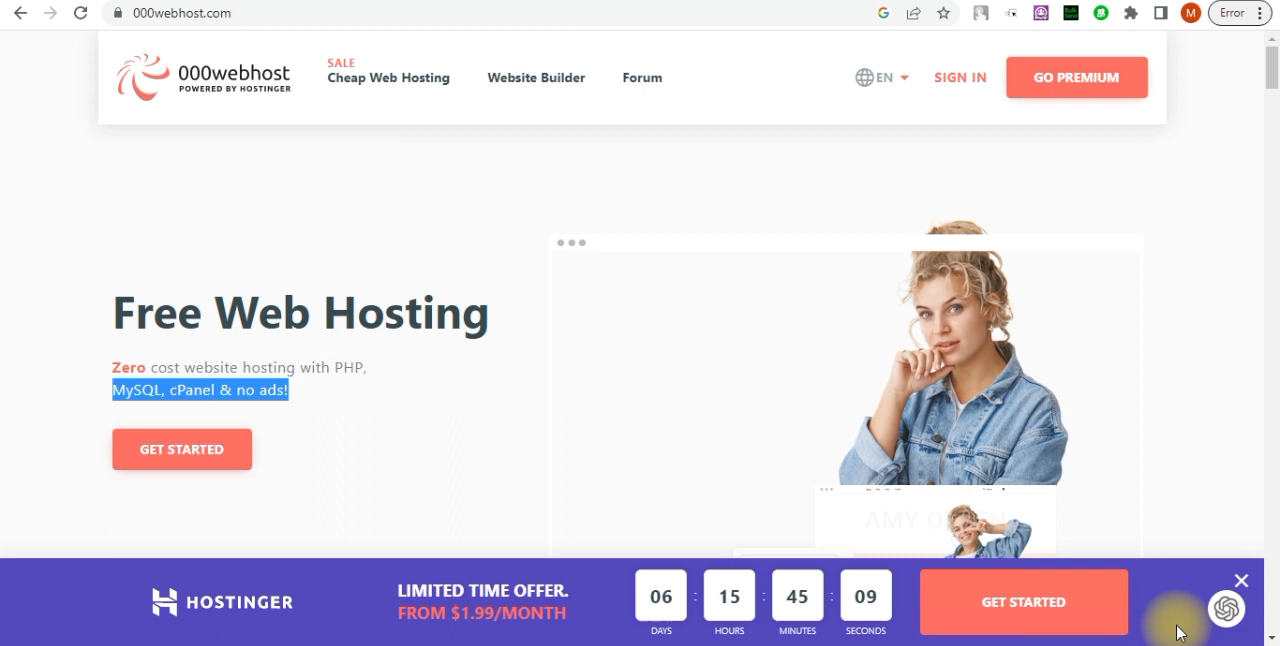 000webhost.com
Error
M
000webhost
POWERED BY HOSTINGER
SALE
Cheap Web Hosting
Website Builder
Forum
EN
SIGN IN
GO PREMIUM
Free Web Hosting
Zero cost website hosting with PHP,
MySQL, cPanel & no ads!
GET STARTED
HOSTINGER
LIMITED TIME OFFER.
FROM $1.99/MONTH
06 : 15 : 45 : 09
DAYS HOURS MINUTES SECONDS
GET STARTED